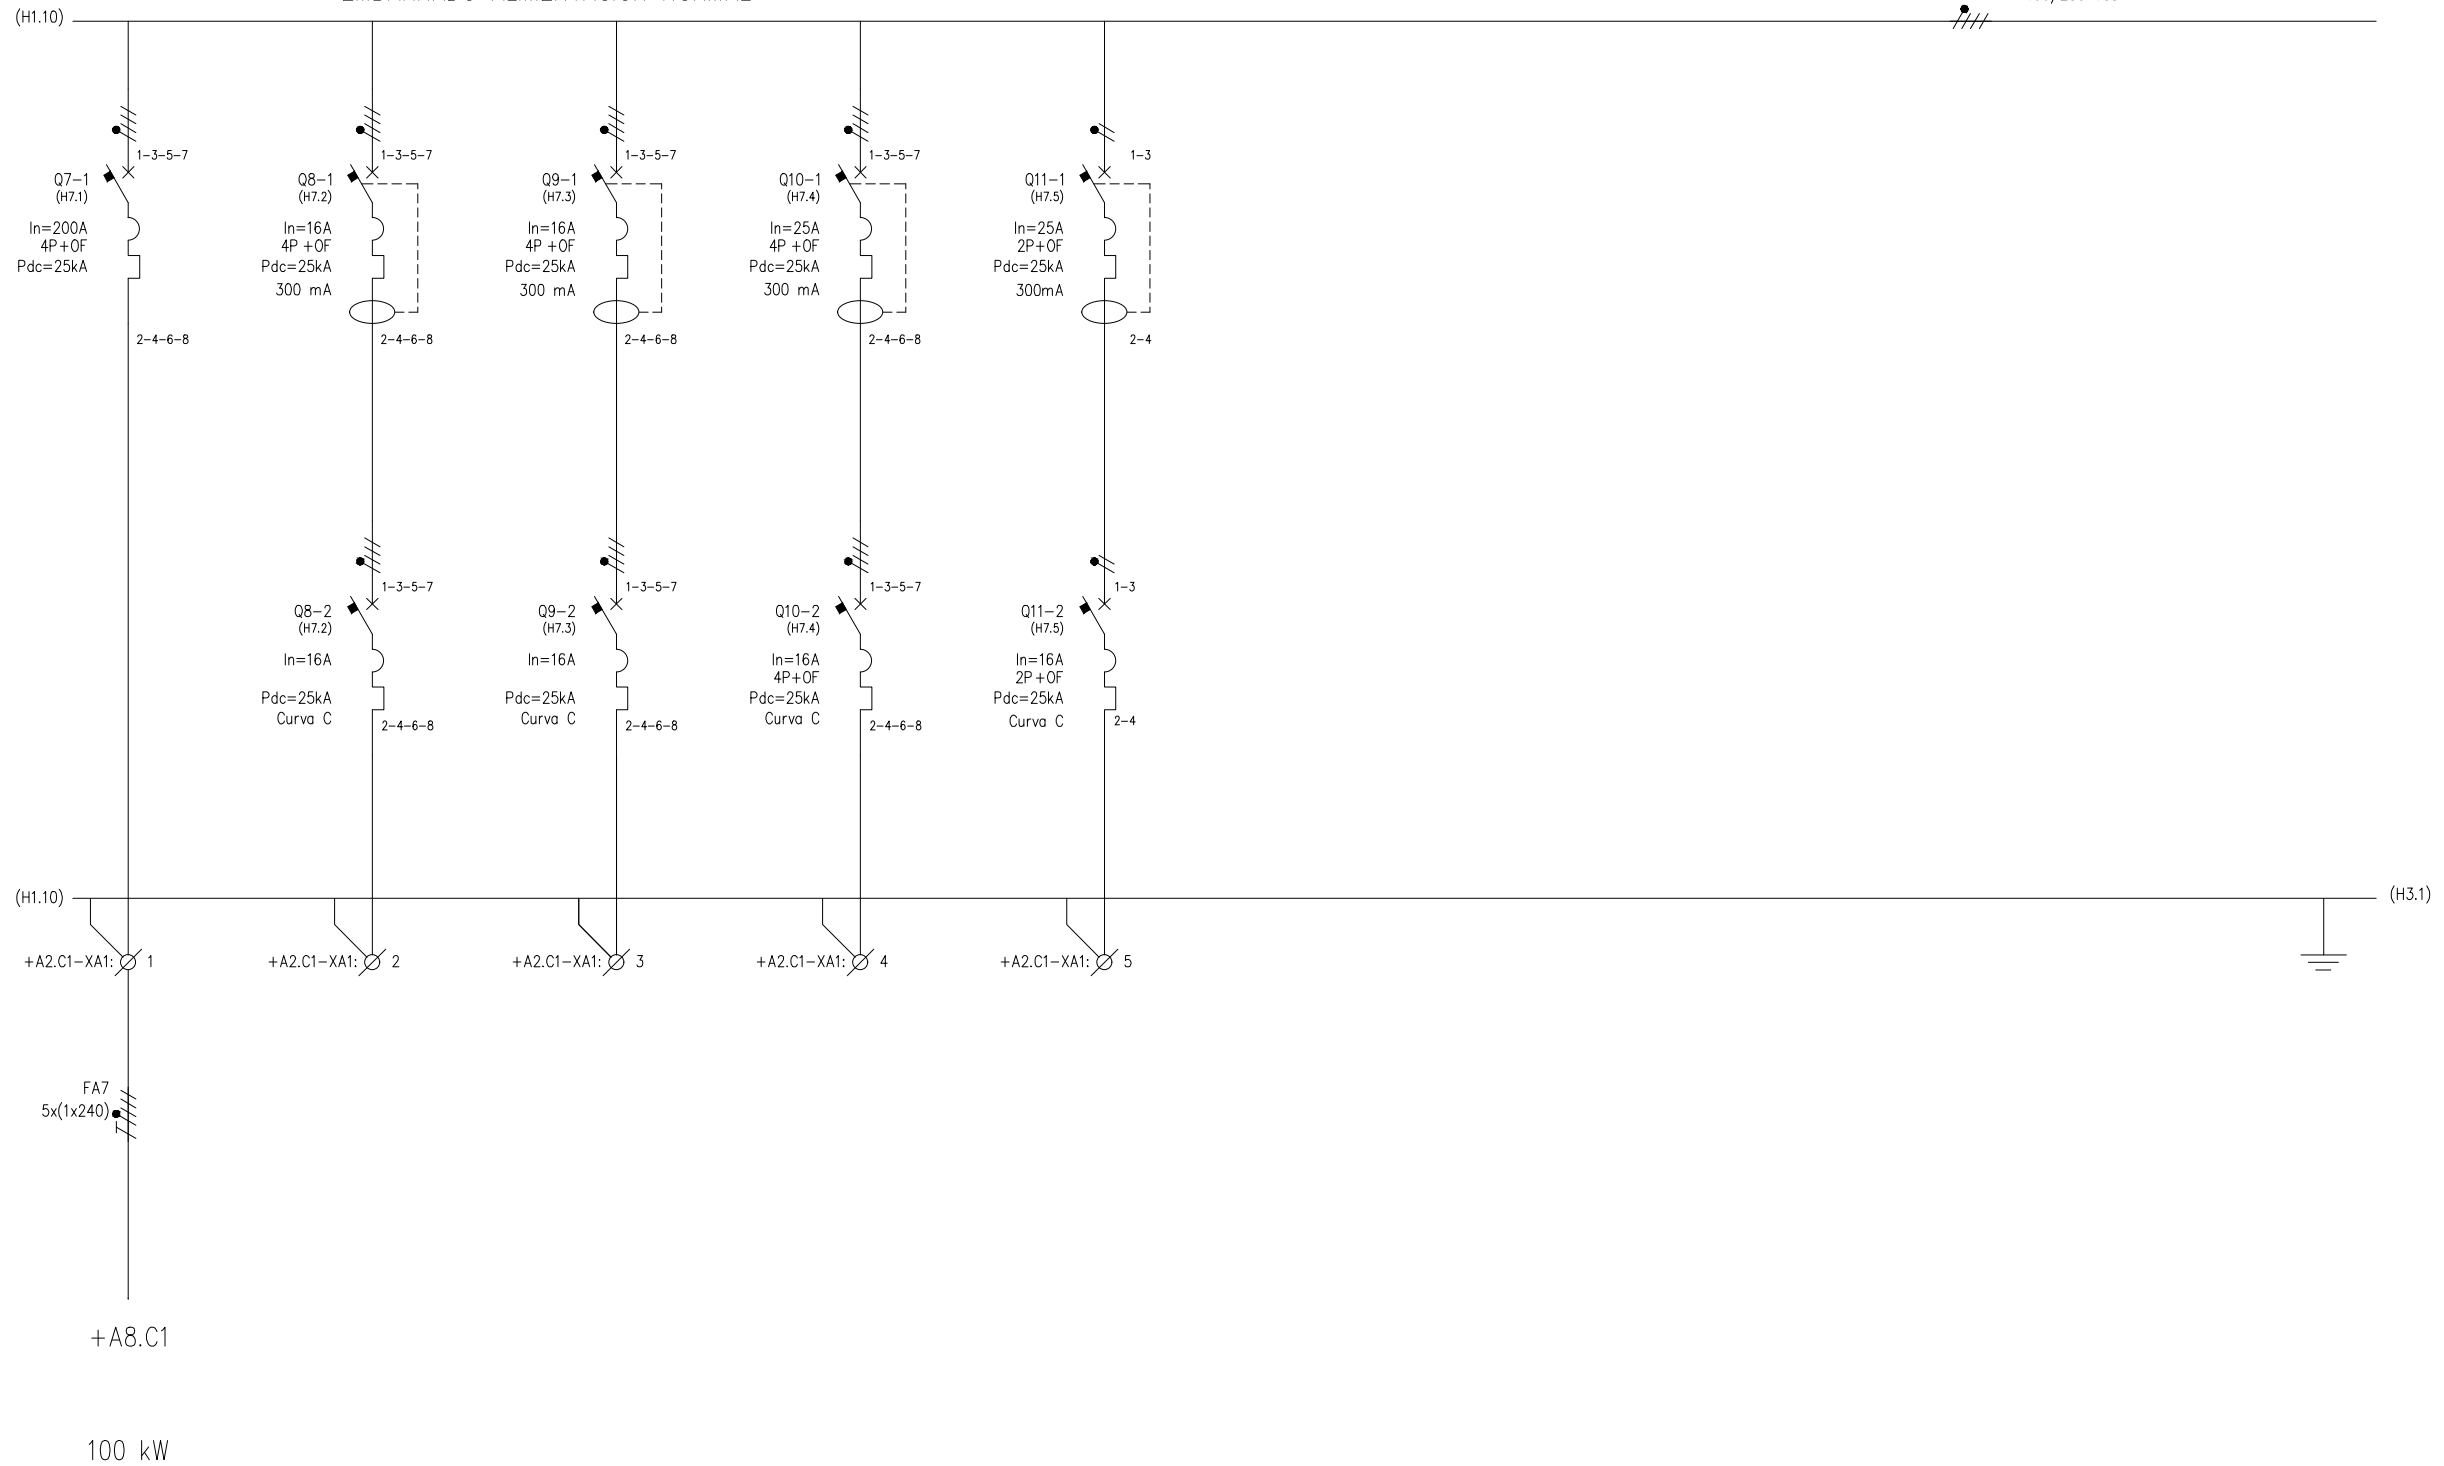 (H1.10)
1-3-5-7 1-3-5-7 1-3-5-7 1-3-5-7 1-3
Q7-1 Q8-1 Q9-1 Q10-1 Q11-1
(H7.1) (H7.2) (H7.3) (H7.4) (H7.5)
In=200A In=16A In=16A In=25A In=25A
4P+OF 4P +OF 4P +OF 4P +OF 2P+OF
Pdc=25kA Pdc=25kA Pdc=25kA Pdc=25kA Pdc=25kA
300 mA 300 mA 300 mA 300mA
2-4-6-8 2-4-6-8 2-4-6-8 2-4-6-8 2-4
1-3-5-7 1-3-5-7 1-3-5-7 1-3
Q8-2 Q9-2 Q10-2 Q11-2
(H7.2) (H7.3) (H7.4) (H7.5)
In=16A In=16A In=16A In=16A
4P+OF 2P+OF
Pdc=25kA Pdc=25kA Pdc=25kA Pdc=25kA
Curva C Curva C Curva C Curva C
2-4-6-8 2-4-6-8 2-4-6-8 2-4
(H1.10) (H3.1)
+A2.C1-XA1: 1 +A2.C1-XA1: 2 +A2.C1-XA1: 3 +A2.C1-XA1: 4 +A2.C1-XA1: 5
FA7
5x(1x240)
+A8.C1
100 kW